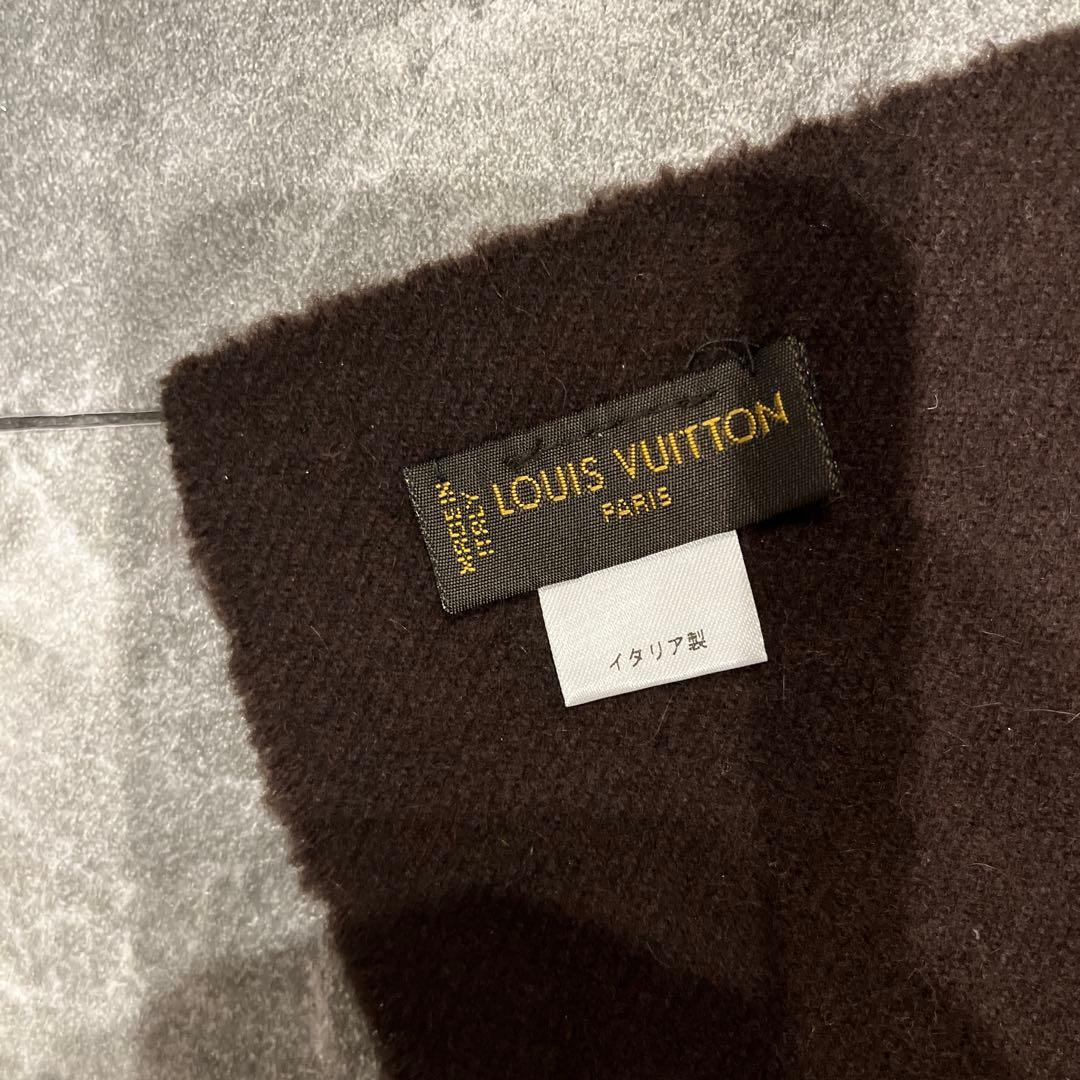 LOUIS VUITTON
PARIS
MADE IN
ITALY
イタリア製